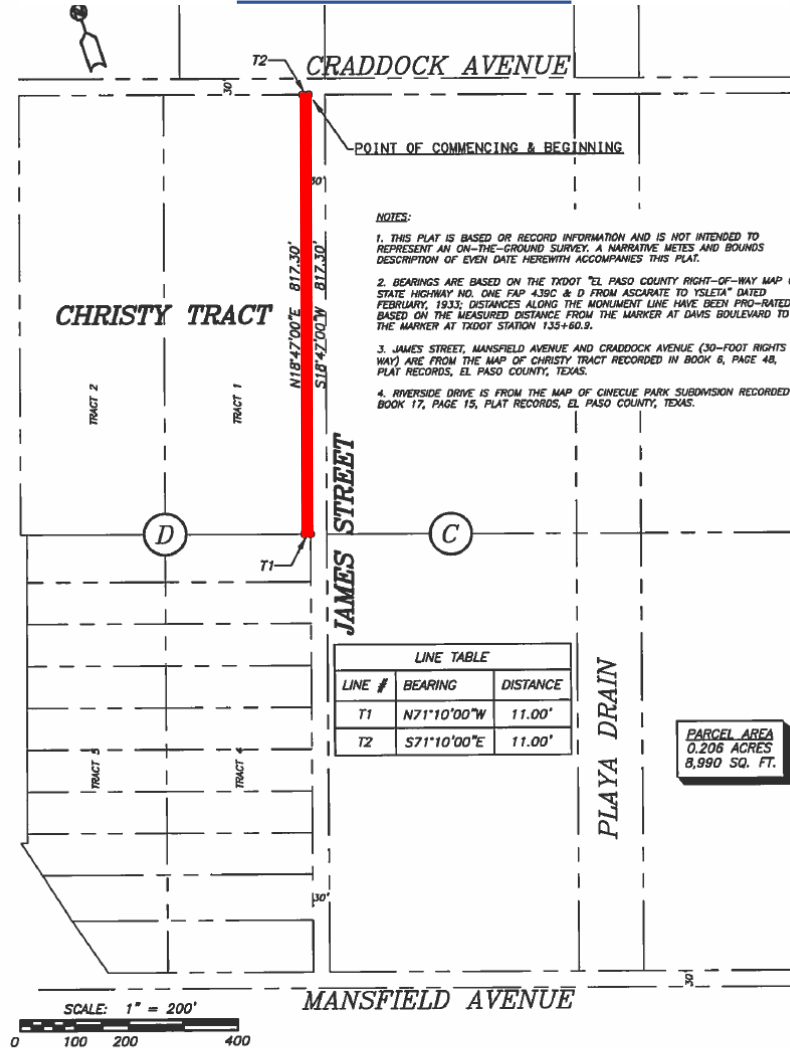 T2
CRADDOCK AVENUE
30'
POINT OF COMMENCING & BEGINNING
30'
NOTES:
1. THIS PLAT IS BASED OR RECORD INFORMATION AND IS NOT INTENDED TO
REPRESENT AN ON-THE-GROUND SURVEY. A NARRATIVE METES AND BOUNDS
DESCRIPTION OF EVEN DATE HEREWITH ACCOMPANIES THIS PLAT.
2. BEARINGS ARE BASED ON THE TXDOT "EL PASO COUNTY RIGHT-OF-WAY MAP
STATE HIGHWAY NO. ONE FAP 439C & D FROM ASCARATE TO YSLETA" DATED
FEBRUARY, 1933; DISTANCES ALONG THE MONUMENT LINE HAVE BEEN PRO-RATED
BASED ON THE MEASURED DISTANCE FROM THE MARKER AT DAVIS BOULEVARD TO
THE MARKER AT TXDOT STATION 135+60.9.
3. JAMES STREET, MANSFIELD AVENUE AND CRADDOCK AVENUE (30-FOOT RIGHTS
WAY) ARE FROM THE MAP OF CHRISTY TRACT RECORDED IN BOOK 6, PAGE 48,
PLAT RECORDS, EL PASO COUNTY, TEXAS.
4. RIVERSIDE DRIVE IS FROM THE MAP OF CINECUE PARK SUBDIVISION RECORDED
BOOK 17, PAGE 15, PLAT RECORDS, EL PASO COUNTY, TEXAS.
N18°47'00"E 817.30'
S18°47'00"W 817.30'
CHRISTY TRACT
TRACT 2
TRACT 1
D
C
T1
JAMES STREET
LINE TABLE
LINE # BEARING DISTANCE
T1 N71°10'00"W 11.00'
T2 S71°10'00"E 11.00'
PLAYA DRAIN
PARCEL AREA
0.206 ACRES
8,990 SQ. FT.
TRACT 5
TRACT 4
30'
30'
MANSFIELD AVENUE
SCALE: 1" = 200'
0 100 200 400